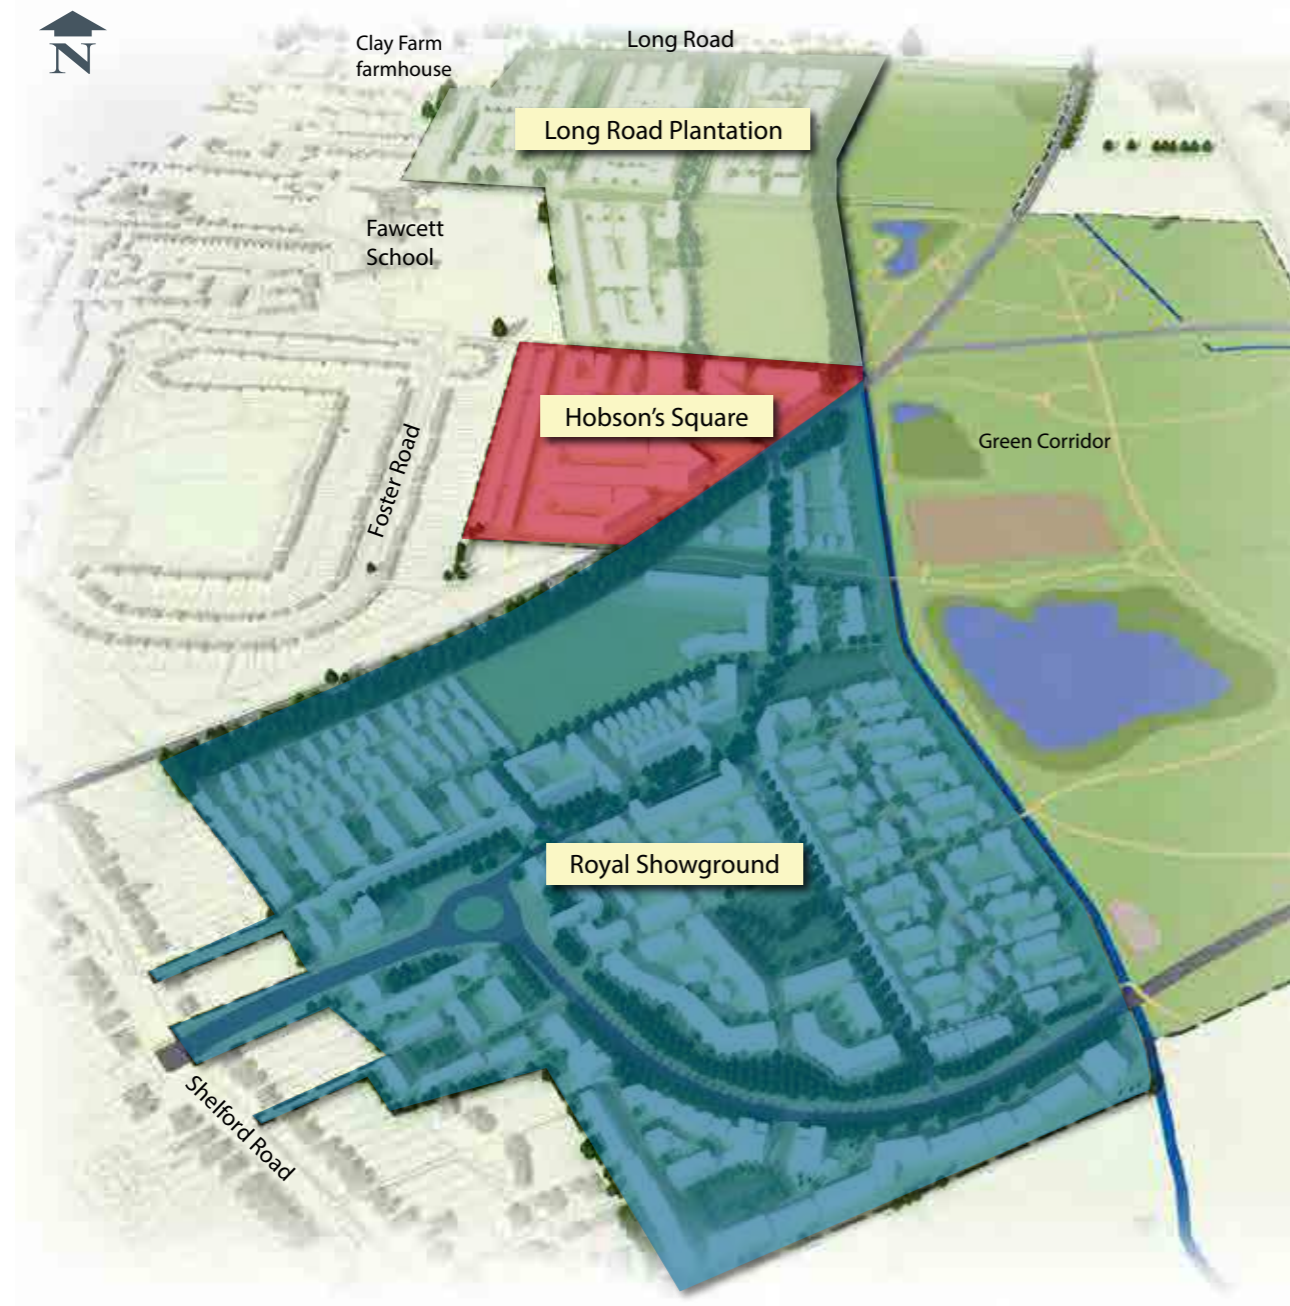 N
Clay Farm
farmhouse
Long Road
Long Road Plantation
Fawcett
School
Hobson's Square
Foster Road
Green Corridor
Royal Showground
Shelford Road